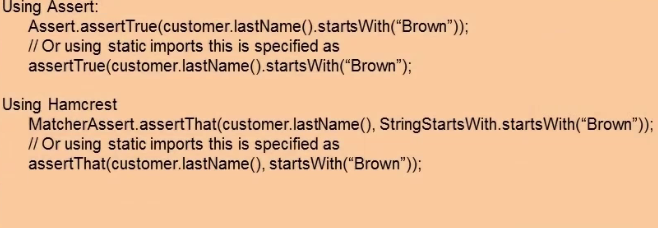 Using Assert:
Assert.assertTrue(customer.lastName().startsWith(“Brown”));
// Or using static imports this is specified as
assertTrue(customer.lastName().startsWith(“Brown”);
Using Hamcrest
MatcherAssert.assertThat(customer.lastName(), StringStartsWith.startsWith(“Brown”));
// Or using static imports this is specified as
assertThat(customer.lastName(), startsWith(“Brown”));